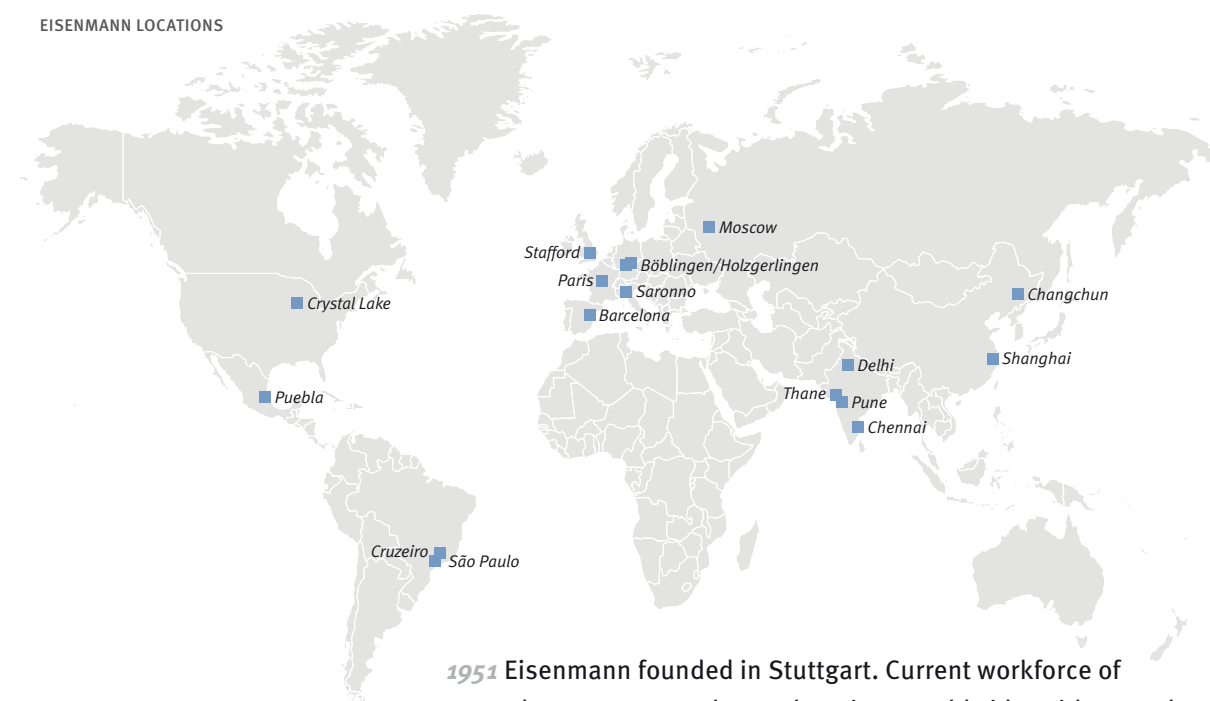 EISENMANN LOCATIONS
Moscow
Stafford
Böblingen/Holzgerlingen
Paris
Saronno
Crystal Lake
Changchun
Barcelona
Shanghai
Delhi
Thane
Puebla
Pune
Chennai
Cruzeiro
São Paulo
1951 Eisenmann founded in Stuttgart. Current workforce of